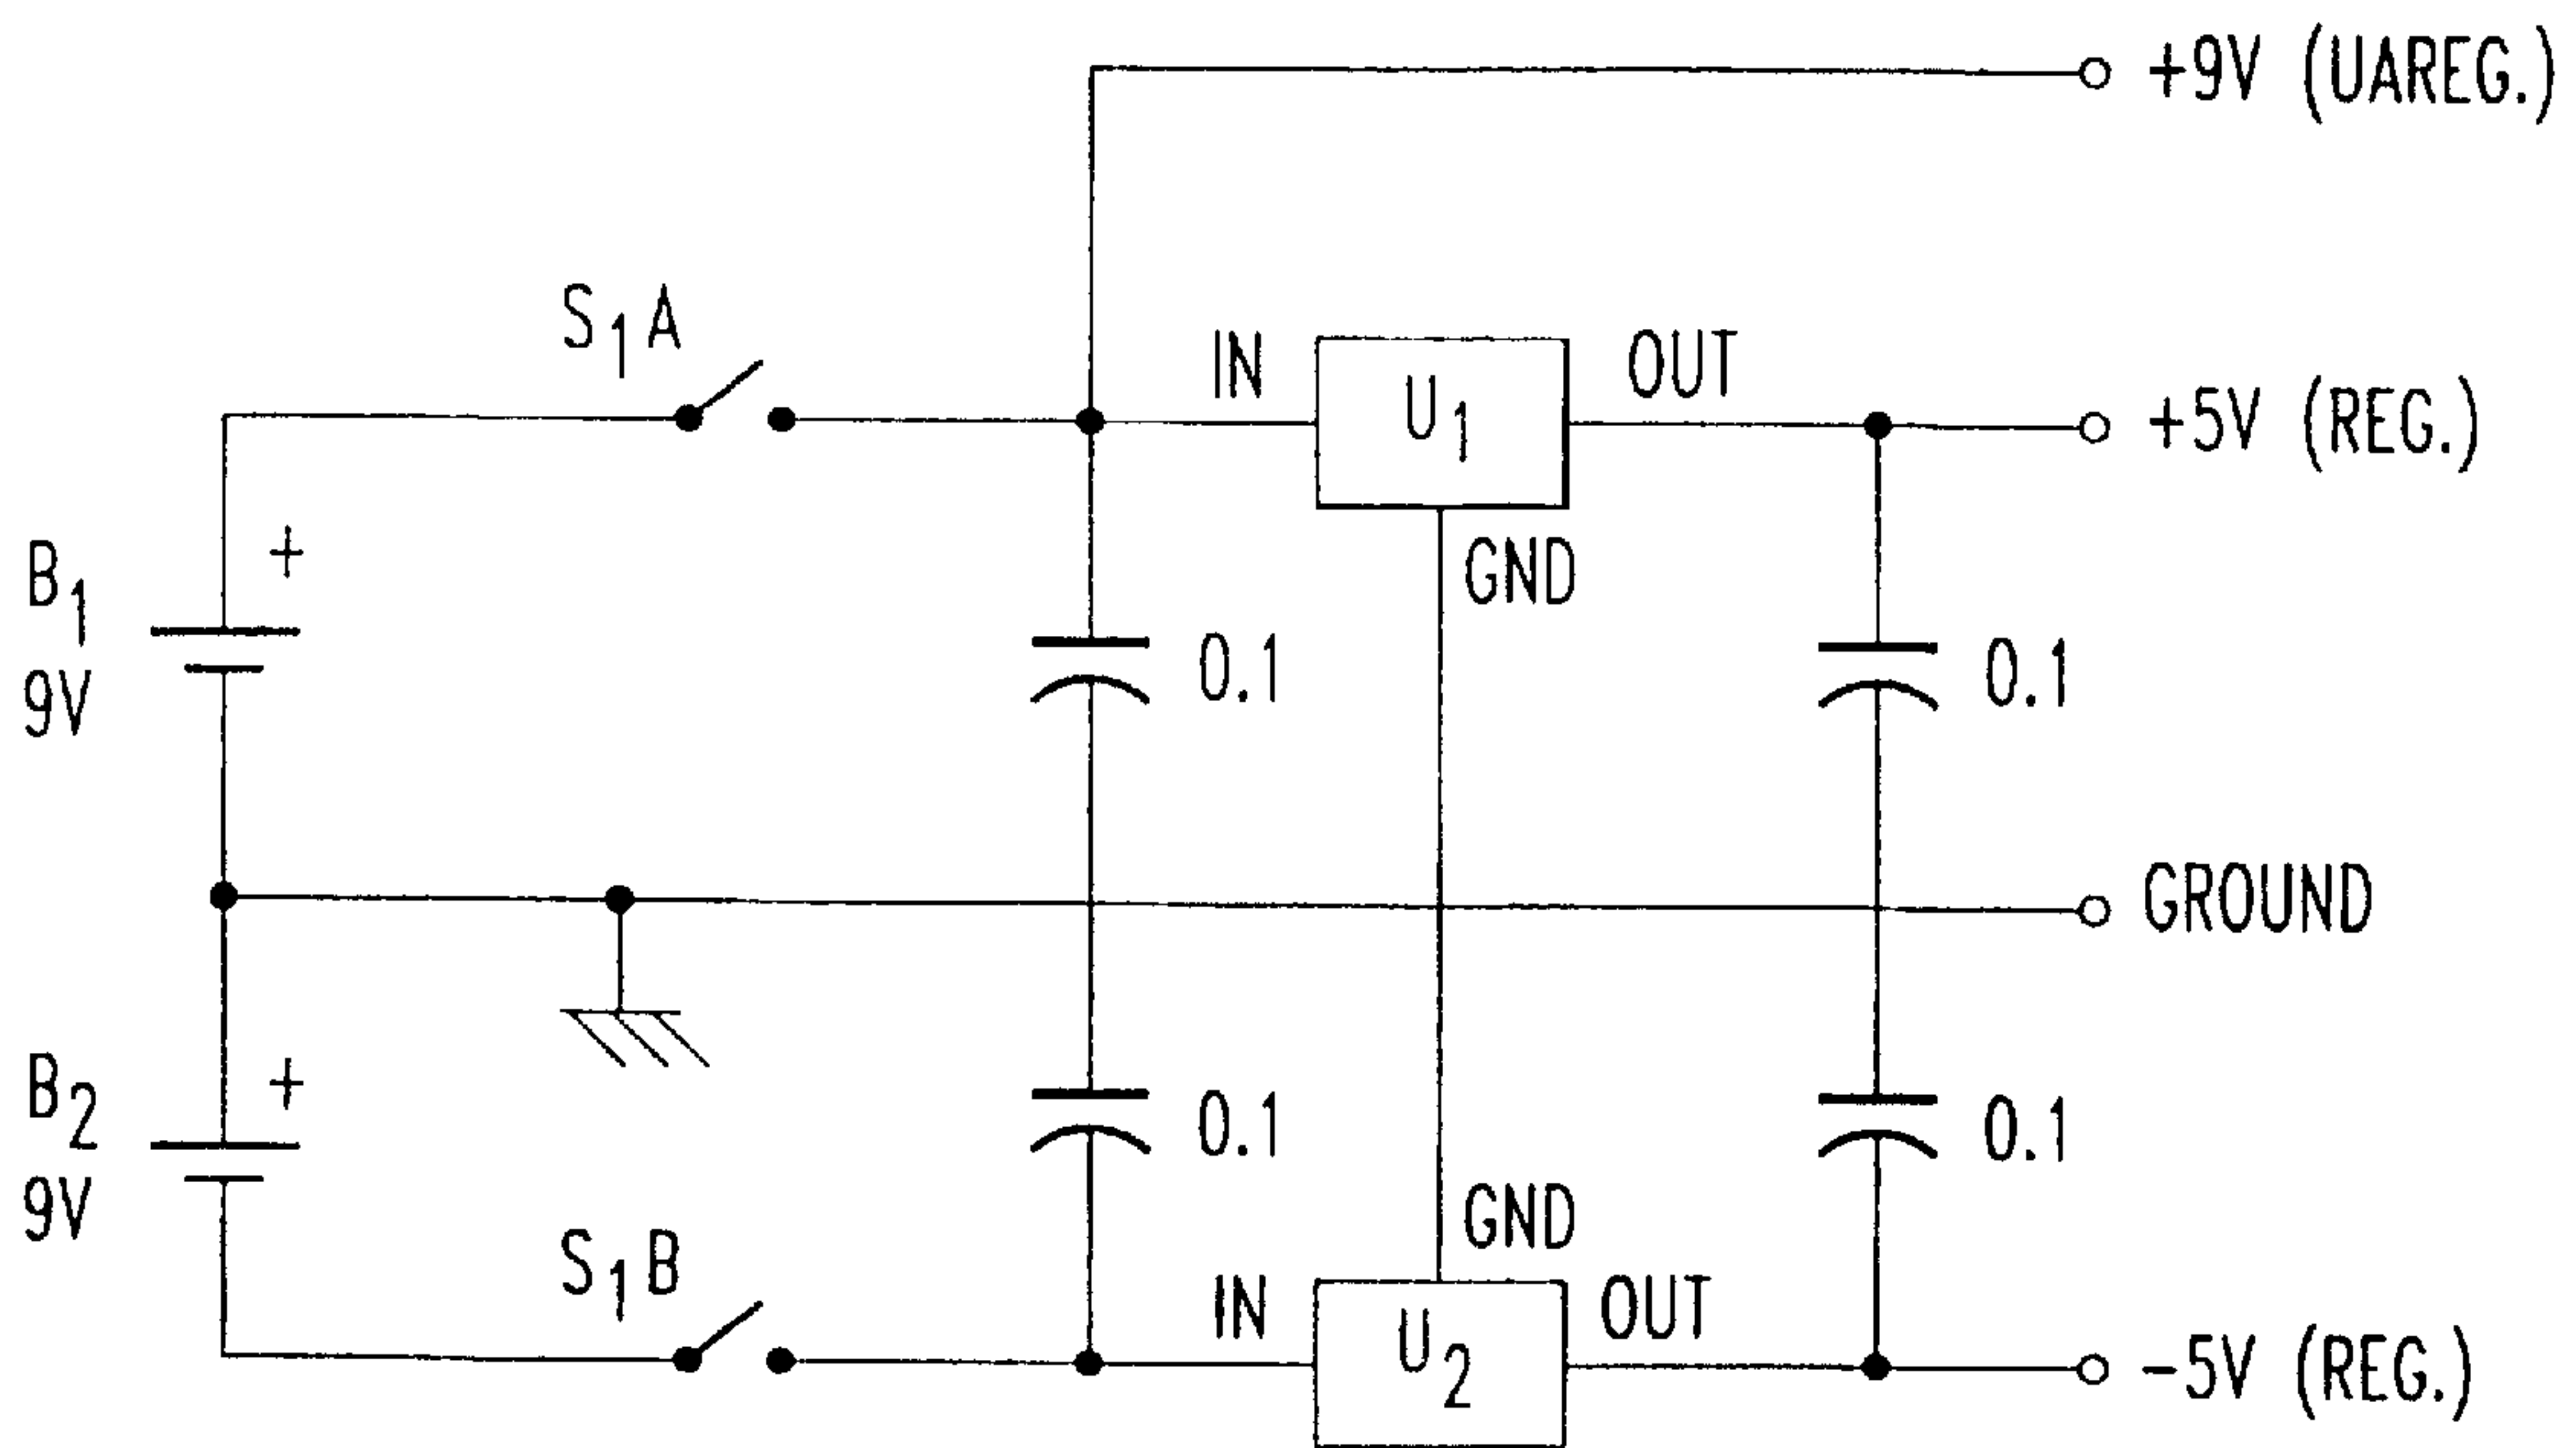 +9V (UAREG.)
S1A
IN
U1
OUT
+5V (REG.)
GND
+
B1
9V
0.1
0.1
GROUND
+
B2
9V
0.1
0.1
GND
S1B
IN
U2
OUT
-5V (REG.)